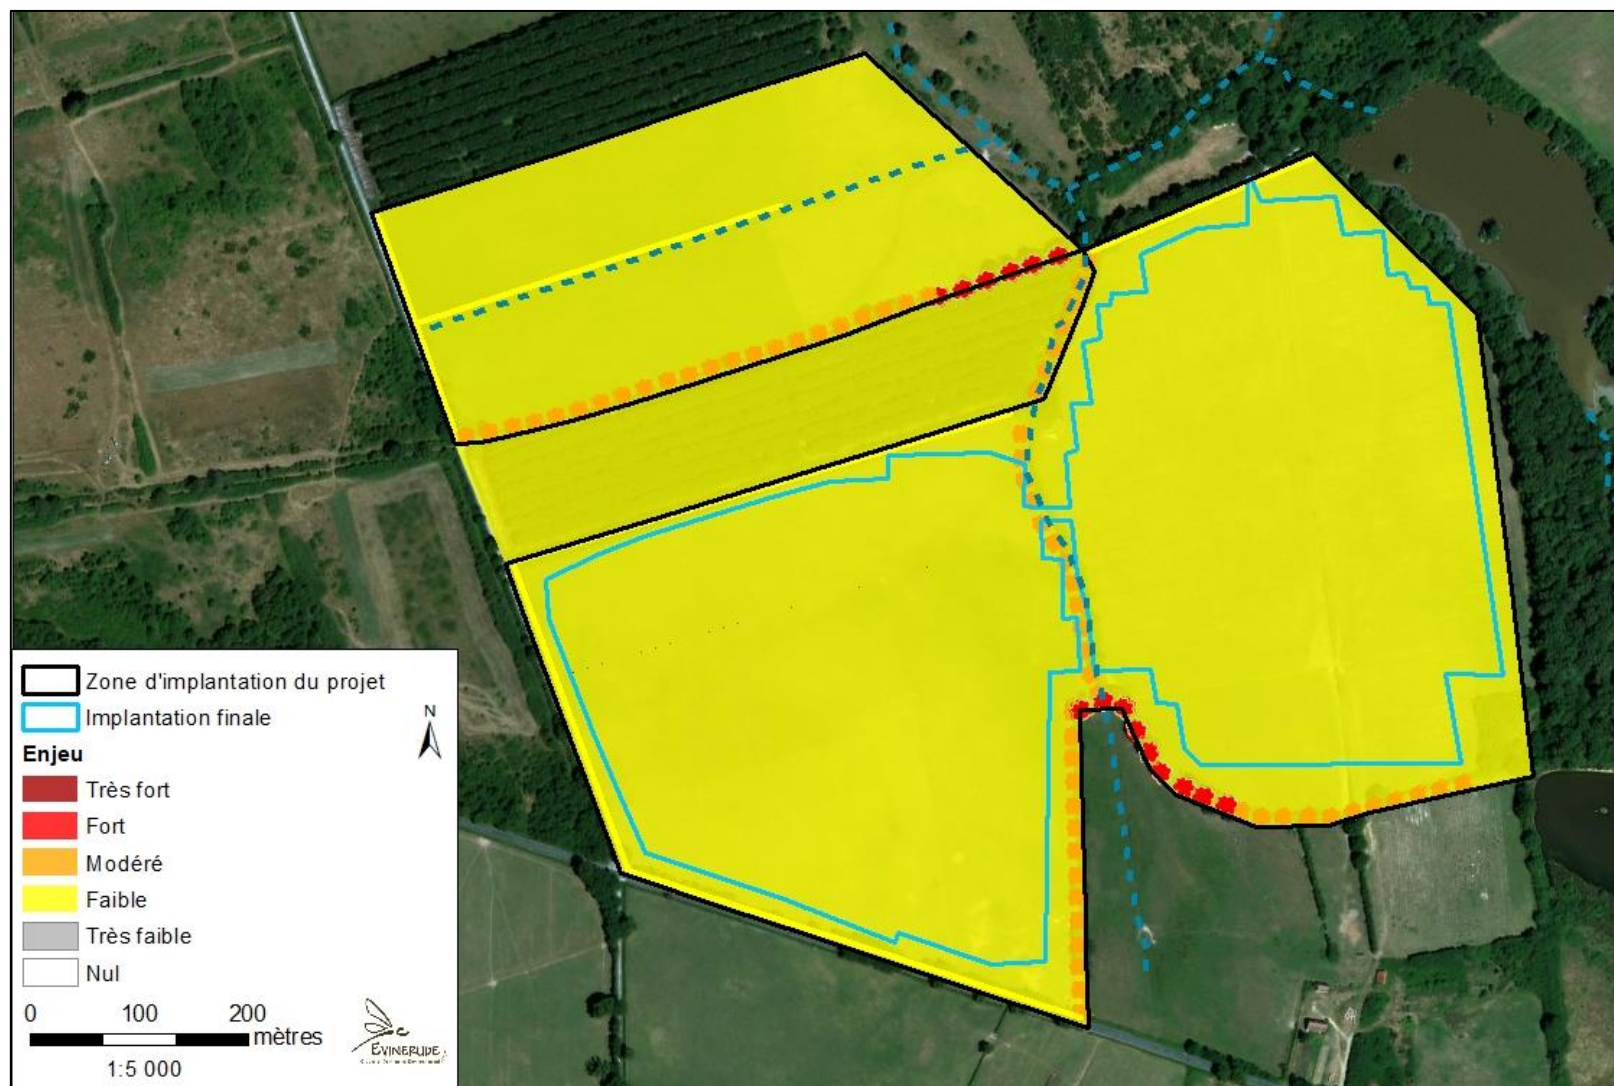 Zone d'implantation du projet
Implantation finale
N
Enjeu
Très fort
Fort
Modéré
Faible
Très faible
Nul
0 100 200
mètres
1:5 000
EVINERUDE